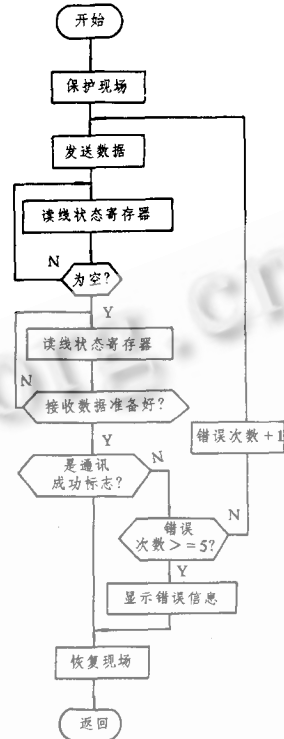 开始
保护现场
发送数据
读线状态寄存器
N
为空?
Y
读线状态寄存器
N
接收数据准备好?
错误次数+1
Y
是通讯
成功标志?
N
错误
次数>=5?
N
Y
显示错误信息
恢复现场
返回